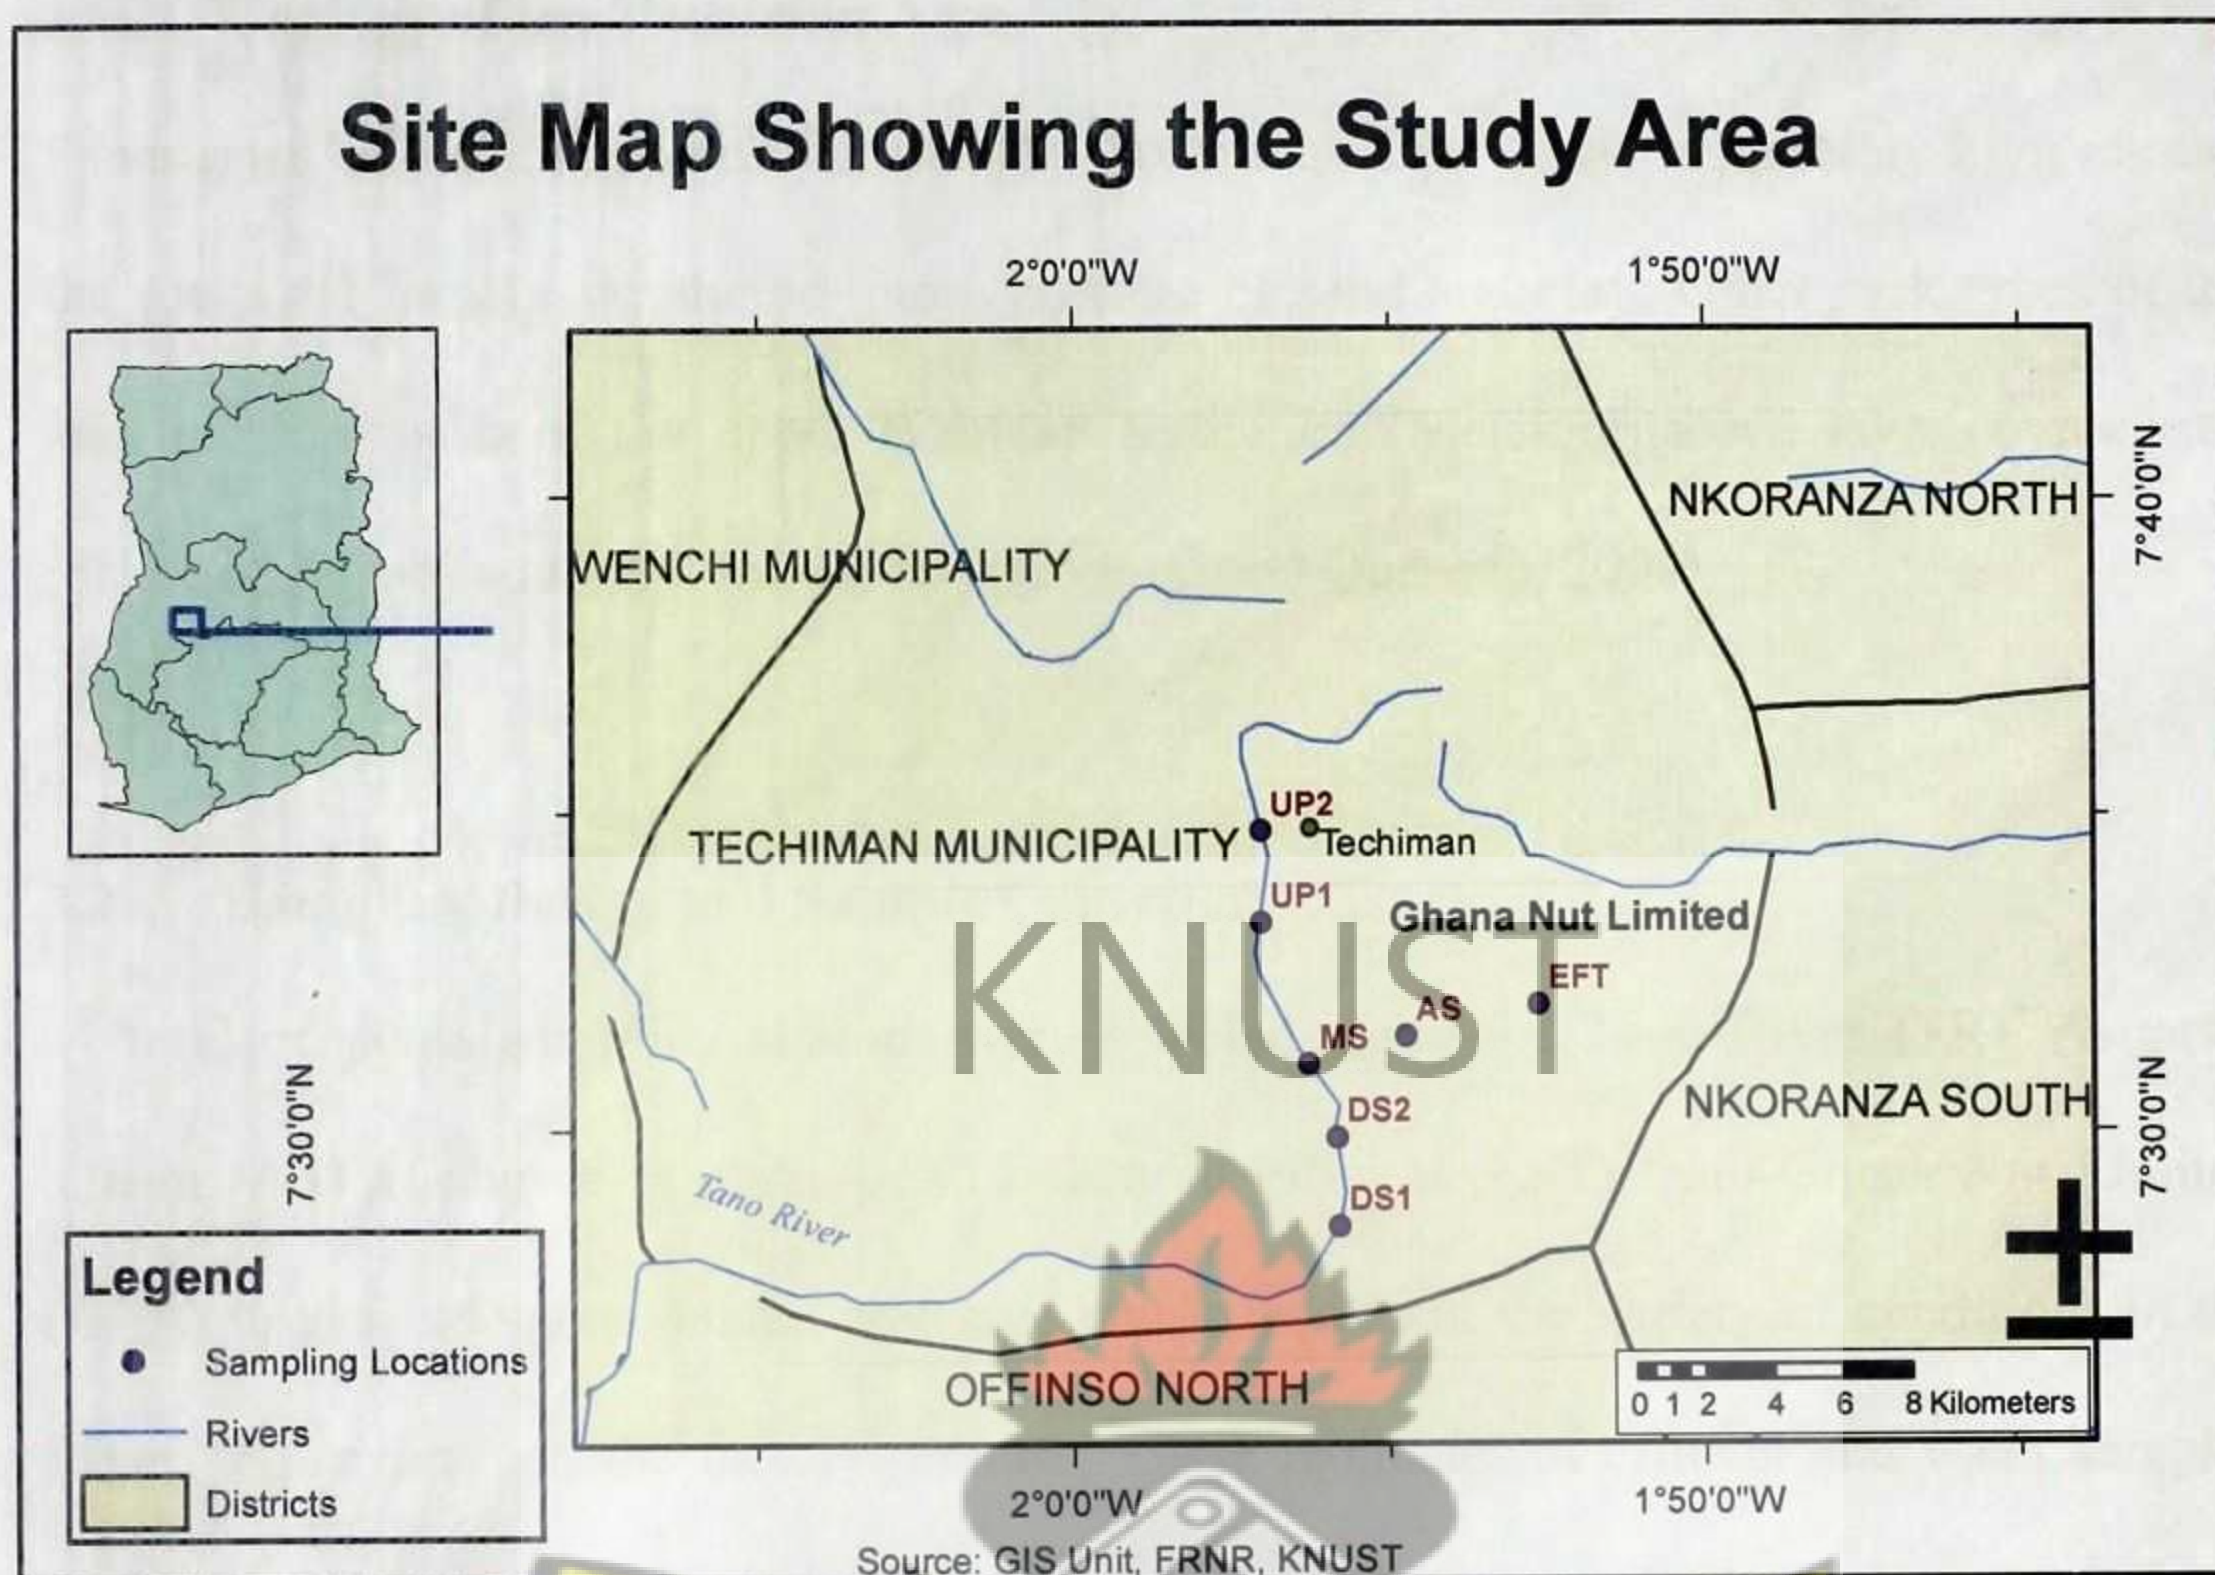 Site Map Showing the Study Area
2°0'0"W
1°50'0"W
7°40'0"N
NKORANZA NORTH
WENCHI MUNICIPALITY
UP2
Techiman
TECHIMAN MUNICIPALITY
UP1
Ghana Nut Limited
KNUST
EFT
AS
MS
7°30'0"N
7°30'0"N
DS2
NKORANZA SOUTH
DS1
Tano River
Legend
Sampling Locations
Rivers
Districts
OFFINSO NORTH
0 1 2 4 6 8 Kilometers
2°0'0"W
1°50'0"W
Source: GIS Unit, FRNR, KNUST